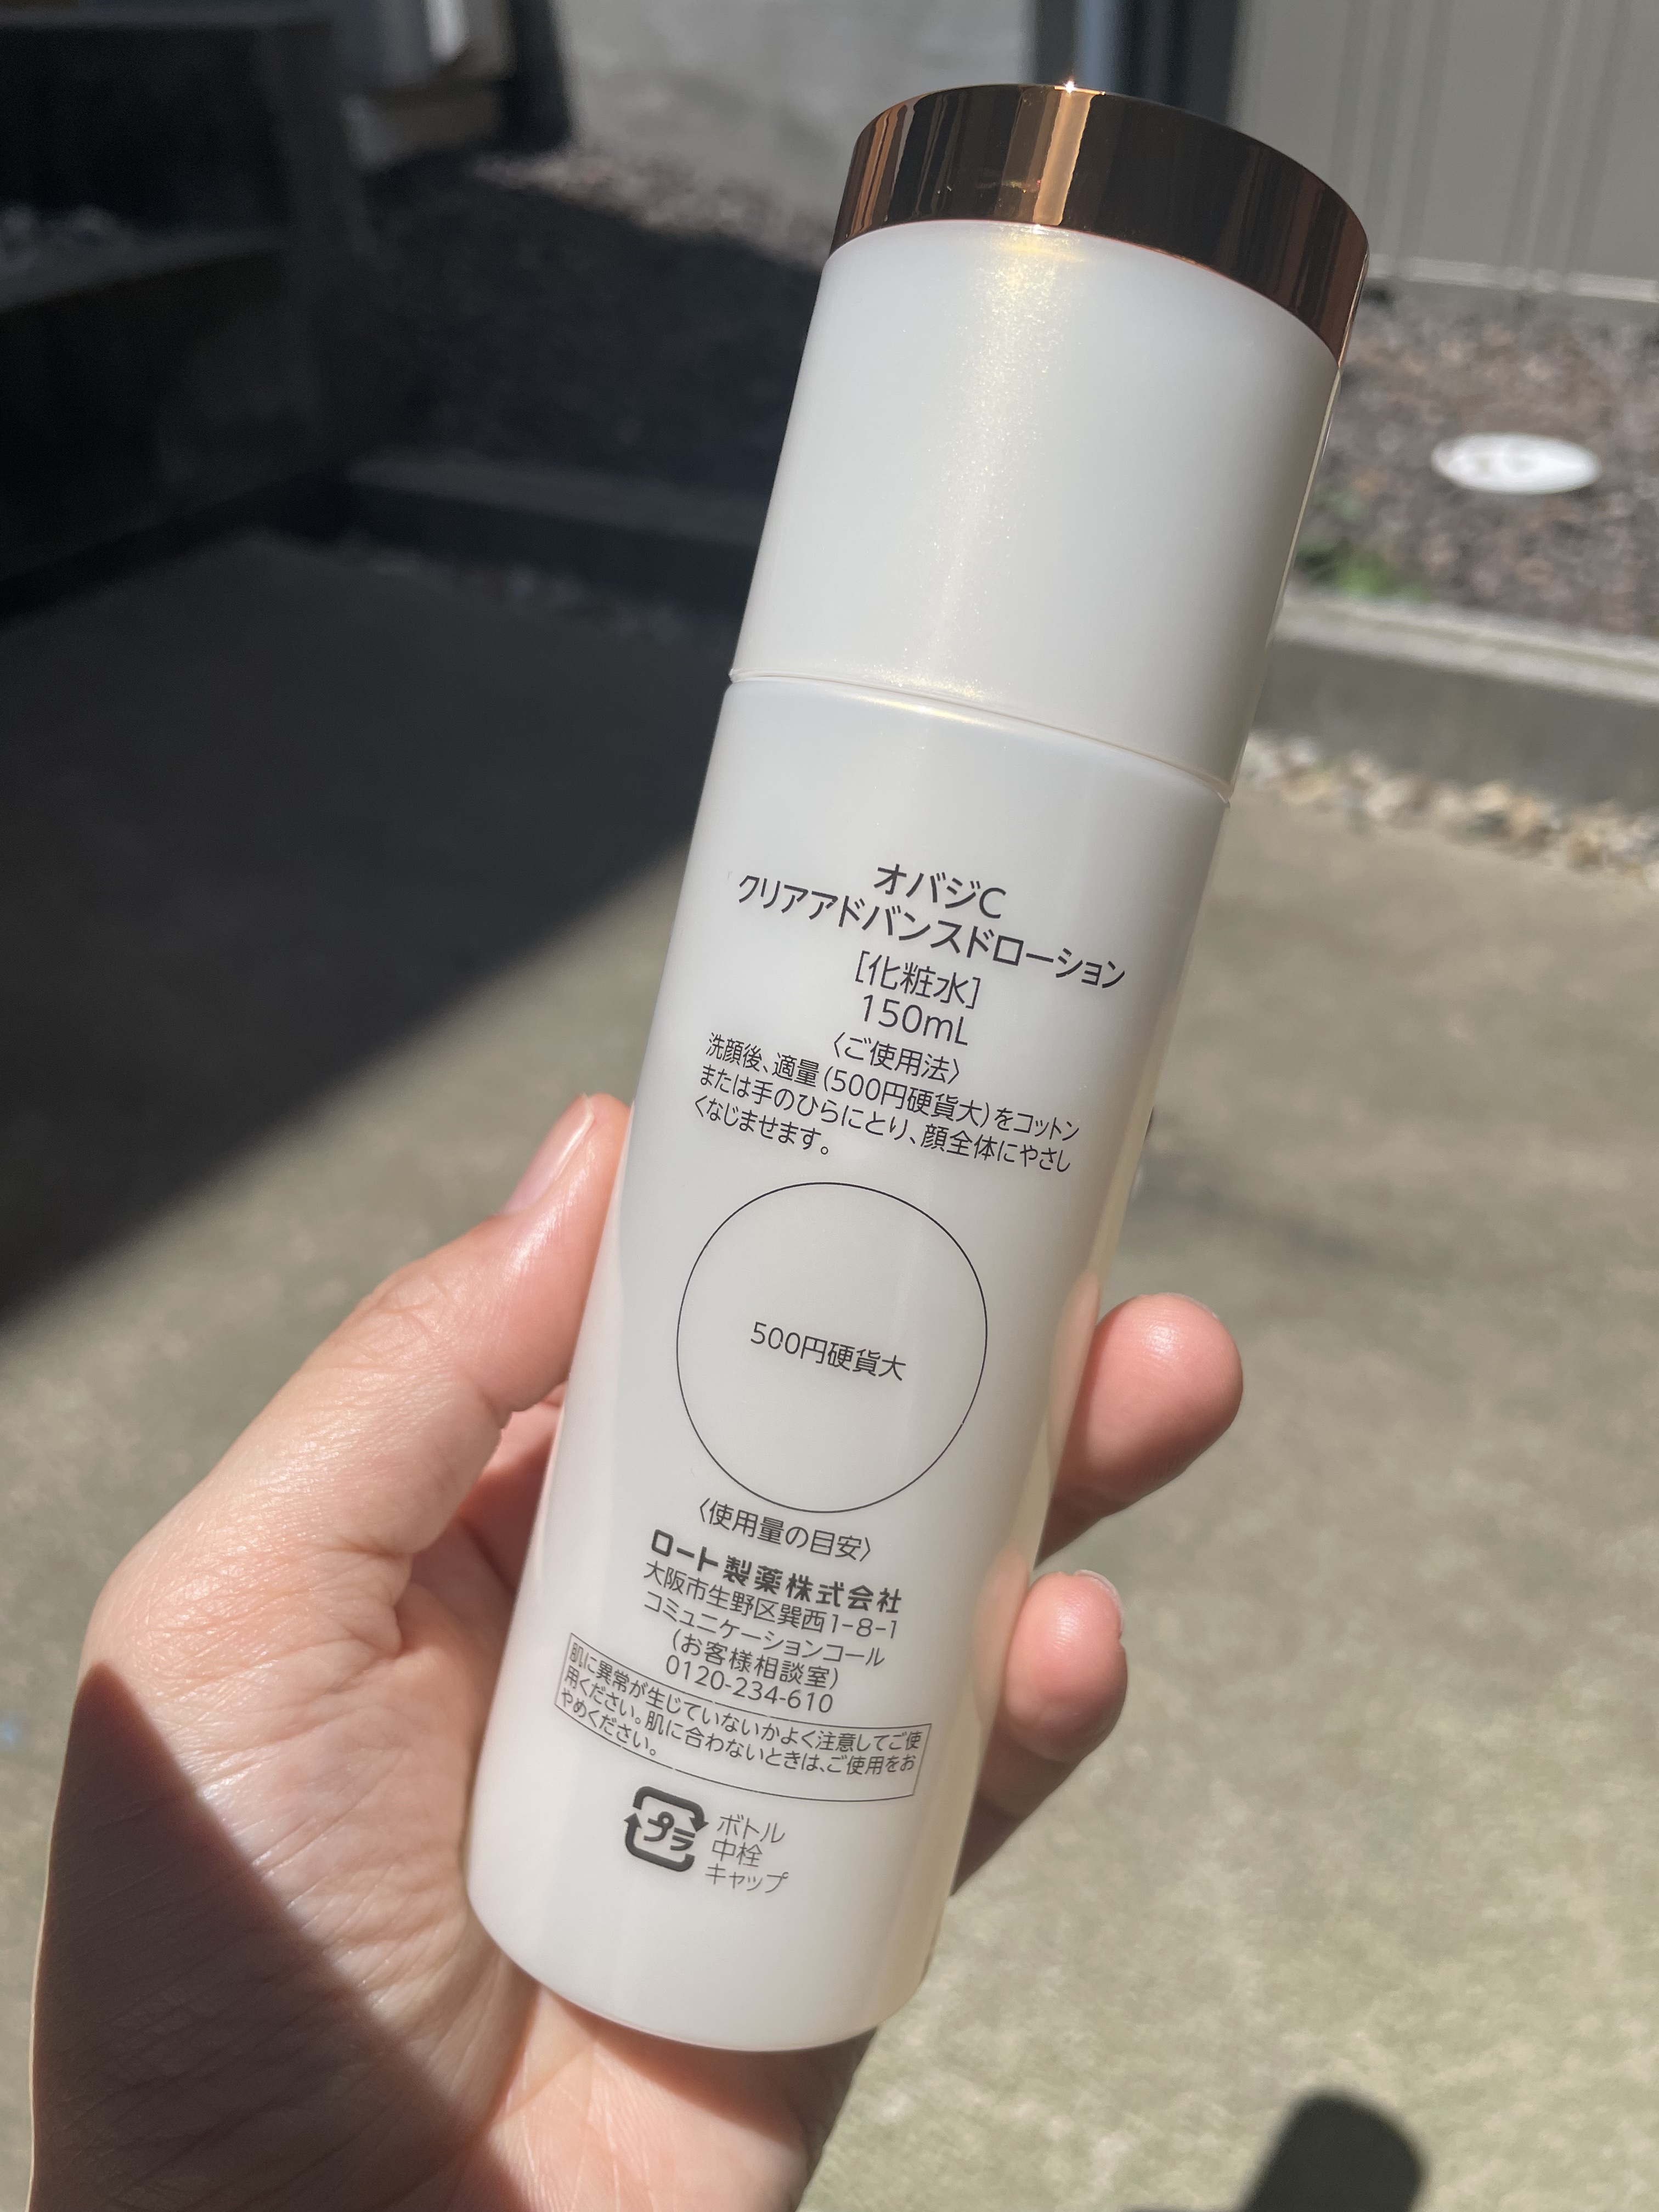 オバジC
クリアアドバンスドローション
[化粧水]
150mL
〈ご使用法〉
洗顔後、適量(500円硬貨大)をコットン
または手のひらにとり、顔全体にやさし
くなじませます。
500円硬貨大
〈使用量の目安〉
ロート製薬株式会社
大阪市生野区巽西1-8-1
コミュニケーションコール
(お客様相談室)
0120-234-610
肌に異常が生じていないかよく注意してご使
用ください。肌に合わないときは、ご使用をお
やめください。
プラ
ボトル
中栓
キャップ